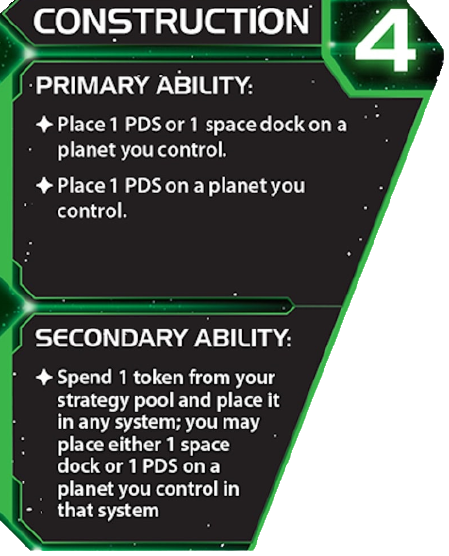 CONSTRUCTION 4
PRIMARY ABILITY:
Place 1 PDS or 1 space dock on a
planet you control.
Place 1 PDS on a planet you
control.
SECONDARY ABILITY:
Spend 1 token from your
strategy pool and place it
in any system; you may
place either 1 space
dock or 1 PDS on a
planet you control in
that system